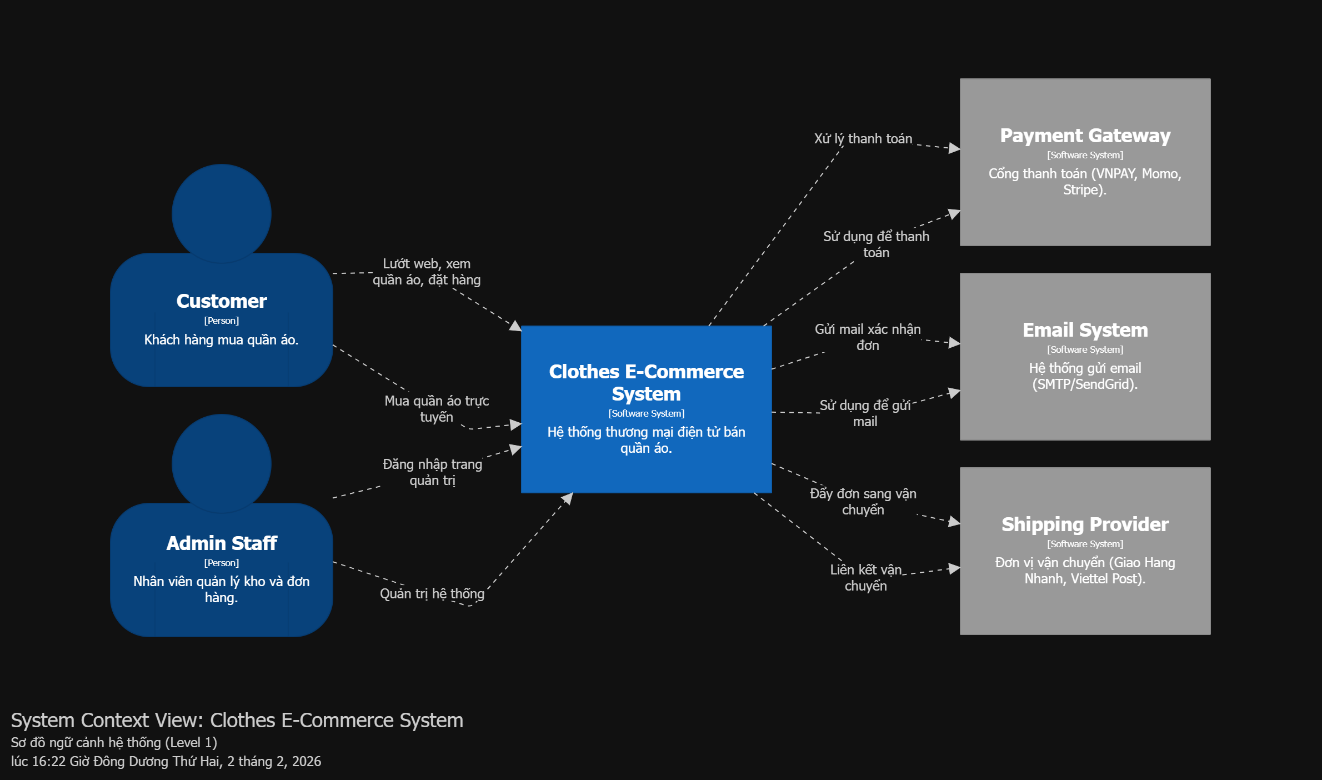 Xử lý thanh toán
Payment Gateway
[Software System]
Cổng thanh toán (VNPAY, Momo,
Stripe).
Sử dụng để thanh
toán
Lướt web, xem
quần áo, đặt hàng
Customer
[Person]
Khách hàng mua quần áo.
Mua quần áo trực
tuyến
Clothes E-Commerce
System
[Software System]
Hệ thống thương mại điện tử bán
quần áo.
Gửi mail xác nhận
đơn
Email System
[Software System]
Hệ thống gửi email
(SMTP/SendGrid).
Sử dụng để gửi
mail
Đăng nhập trang
quản trị
Admin Staff
[Person]
Nhân viên quản lý kho và đơn
hàng.
Quản trị hệ thống
Đẩy đơn sang vận
chuyển
Shipping Provider
[Software System]
Đơn vị vận chuyển (Giao Hang
Nhanh, Viettel Post).
Liên kết vận
chuyển
System Context View: Clothes E-Commerce System
Sơ đồ ngữ cảnh hệ thống (Level 1)
lúc 16:22 Giờ Đông Dương Thứ Hai, 2 tháng 2, 2026